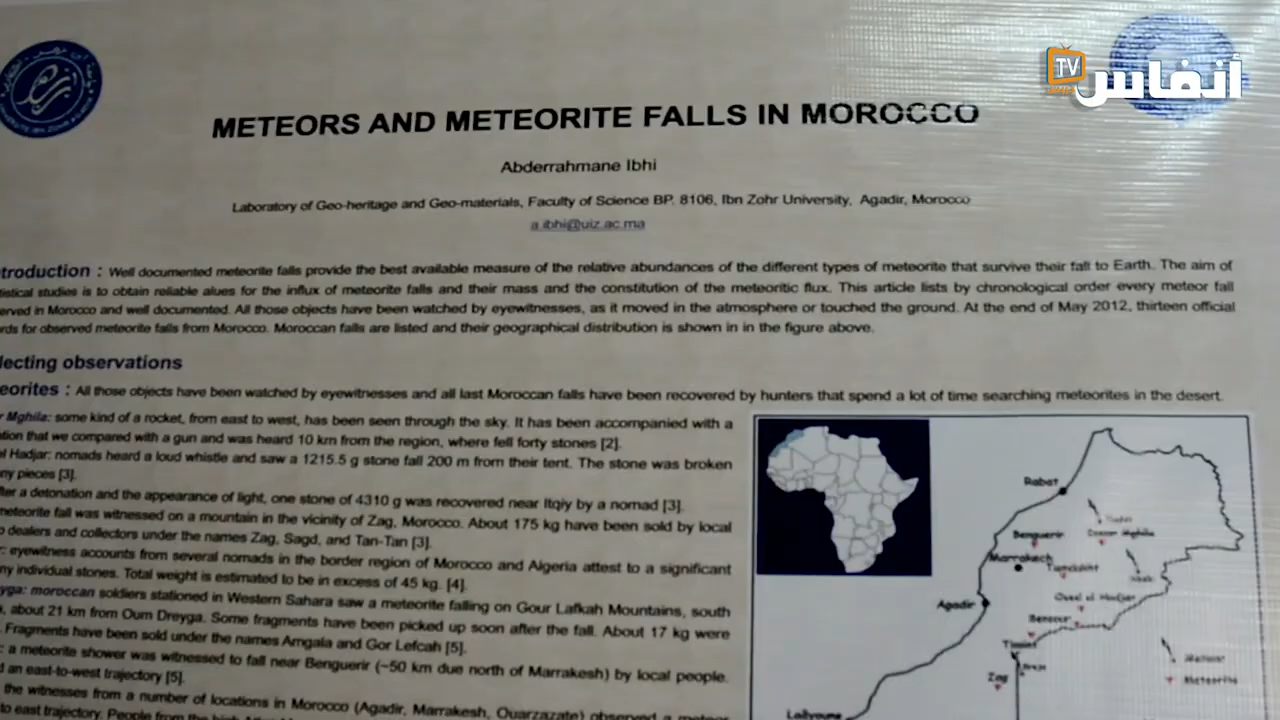 TV أنفاس
METEORS AND METEORITE FALLS IN MOROCCO
Abderrahmane Ibhi
Laboratory of Geo-heritage and Geo-materials, Faculty of Science BP. 8106, Ibn Zohr University, Agadir, Morocco
a.ibhi@uiz.ac.ma
troduction : Well documented meteorite falls provide the best available measure of the relative abundances of the different types of meteorite that survive their fall to Earth. The aim of
tistical studies is to obtain reliable alues for the influx of meteorite falls and their mass and the constitution of the meteoritic flux. This article lists by chronological order every meteor fall
erved in Morocco and well documented. All those objects have been watched by eyewitnesses, as it moved in the atmosphere or touched the ground. At the end of May 2012, thirteen official
rds for observed meteorite falls from Morocco. Moroccan falls are listed and their geographical distribution is shown in in the figure above.
lecting observations
eorites : All those objects have been watched by eyewitnesses and all last Moroccan falls have been recovered by hunters that spend a lot of time searching meteorites in the desert.
r Mghila: some kind of a rocket, from east to west, has been seen through the sky. It has been accompanied with a
tion that we compared with a gun and was heard 10 km from the region, where fell forty stones [2].
el Hadjar: nomads heard a loud whistle and saw a 1215.5 g stone fall 200 m from their tent. The stone was broken
ny pieces [3].
fter a detonation and the appearance of light, one stone of 4310 g was recovered near Itqiy by a nomad [3].
meteorite fall was witnessed on a mountain in the vicinity of Zag, Morocco. About 175 kg have been sold by local
o dealers and collectors under the names Zag, Sagd, and Tan-Tan [3].
r: eyewitness accounts from several nomads in the border region of Morocco and Algeria attest to a significant
ny individual stones. Total weight is estimated to be in excess of 45 kg. [4].
yga: moroccan soldiers stationed in Western Sahara saw a meteorite falling on Gour Lafkah Mountains, south
, about 21 km from Oum Dreyga. Some fragments have been picked up soon after the fall. About 17 kg were
. Fragments have been sold under the names Amgala and Gor Lefcah [5].
: a meteorite shower was witnessed to fall near Benguerir (~50 km due north of Marrakesh) by local people.
d an east-to-west trajectory [5].
the witnesses from a number of locations in Morocco (Agadir, Marrakesh, Ouarzazate) observed a meteor
to east trajectory. People from the high
Rabat
Benguerir
Marrakech
Oued el Hadjar
Agadir
Bensour
Tissint
Zag
Meteorite
Laâyoune